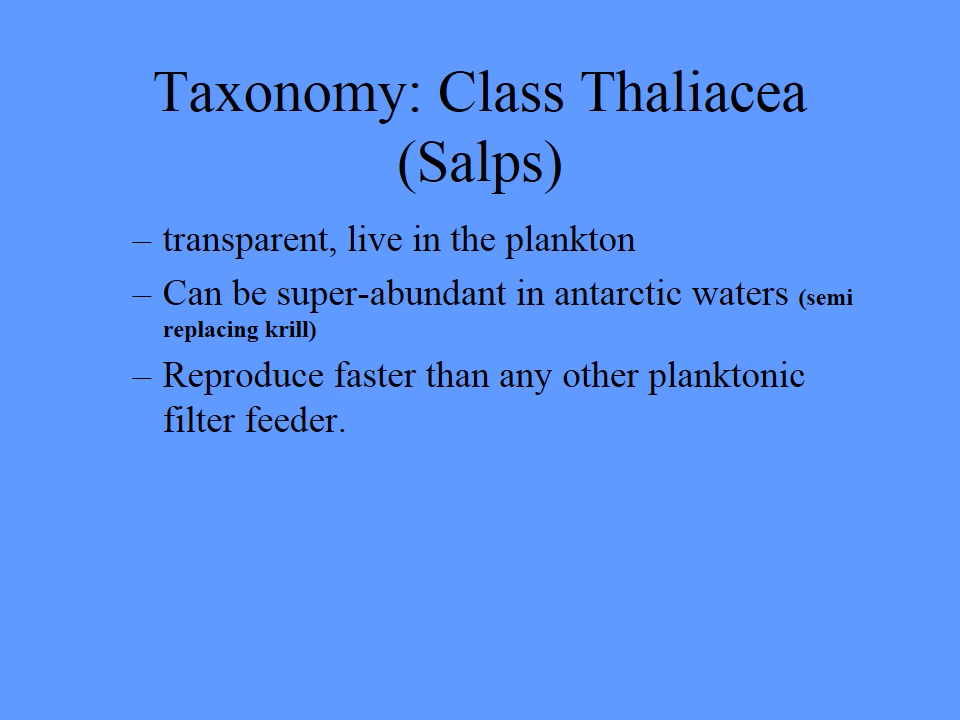 Taxonomy: Class Thaliacea
(Salps)
– transparent, live in the plankton
– Can be super-abundant in antarctic waters (semi
replacing krill)
– Reproduce faster than any other planktonic
filter feeder.